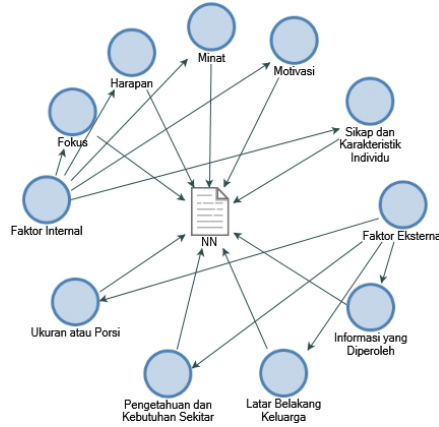 Minat
Motivasi
Harapan
Fokus
Sikap dan
Karakteristik
Individu
Faktor Internal
NN
Faktor Eksterna
Ukuran atau Porsi
Informasi yang
Diperoleh
Pengetahuan dan
Kebutuhan Sekitar
Latar Belakang
Keluarga